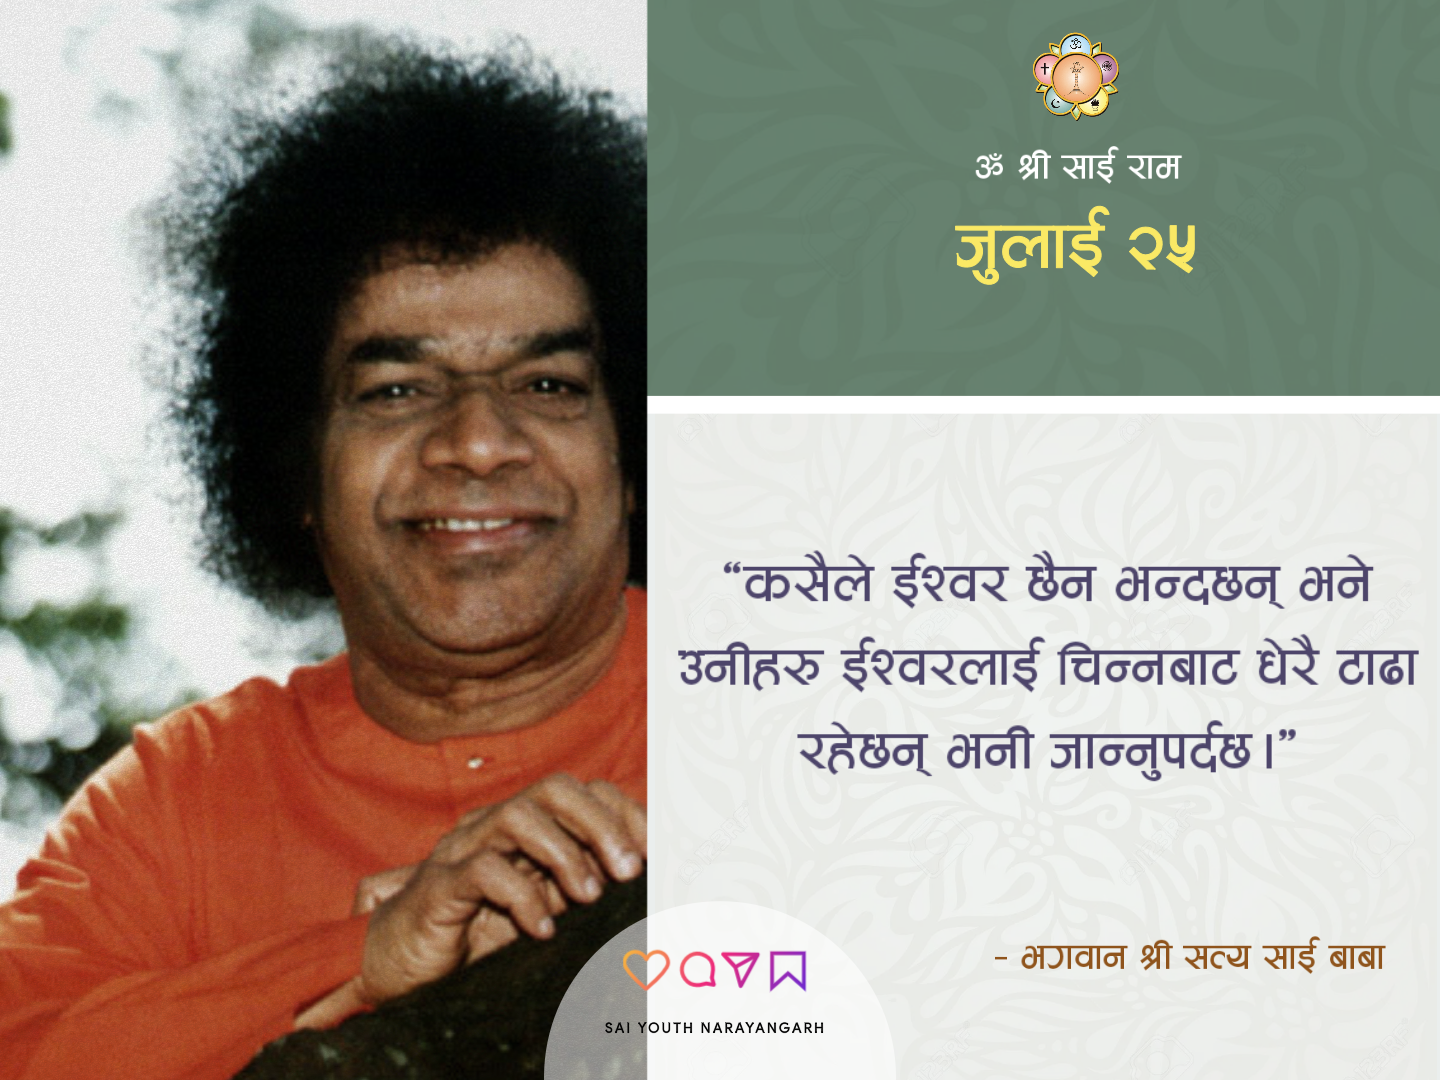 ॐ श्री साई राम
जुलाई २५
“कसैले ईश्वर छैन भन्दछन् भने
उनीहरु ईश्वरलाई चिन्नबाट धेरै टाढा
रहेछन् भनी जान्नुपर्दछ।”
- भगवान श्री सत्य साई बाबा
SAI YOUTH NARAYANGARH